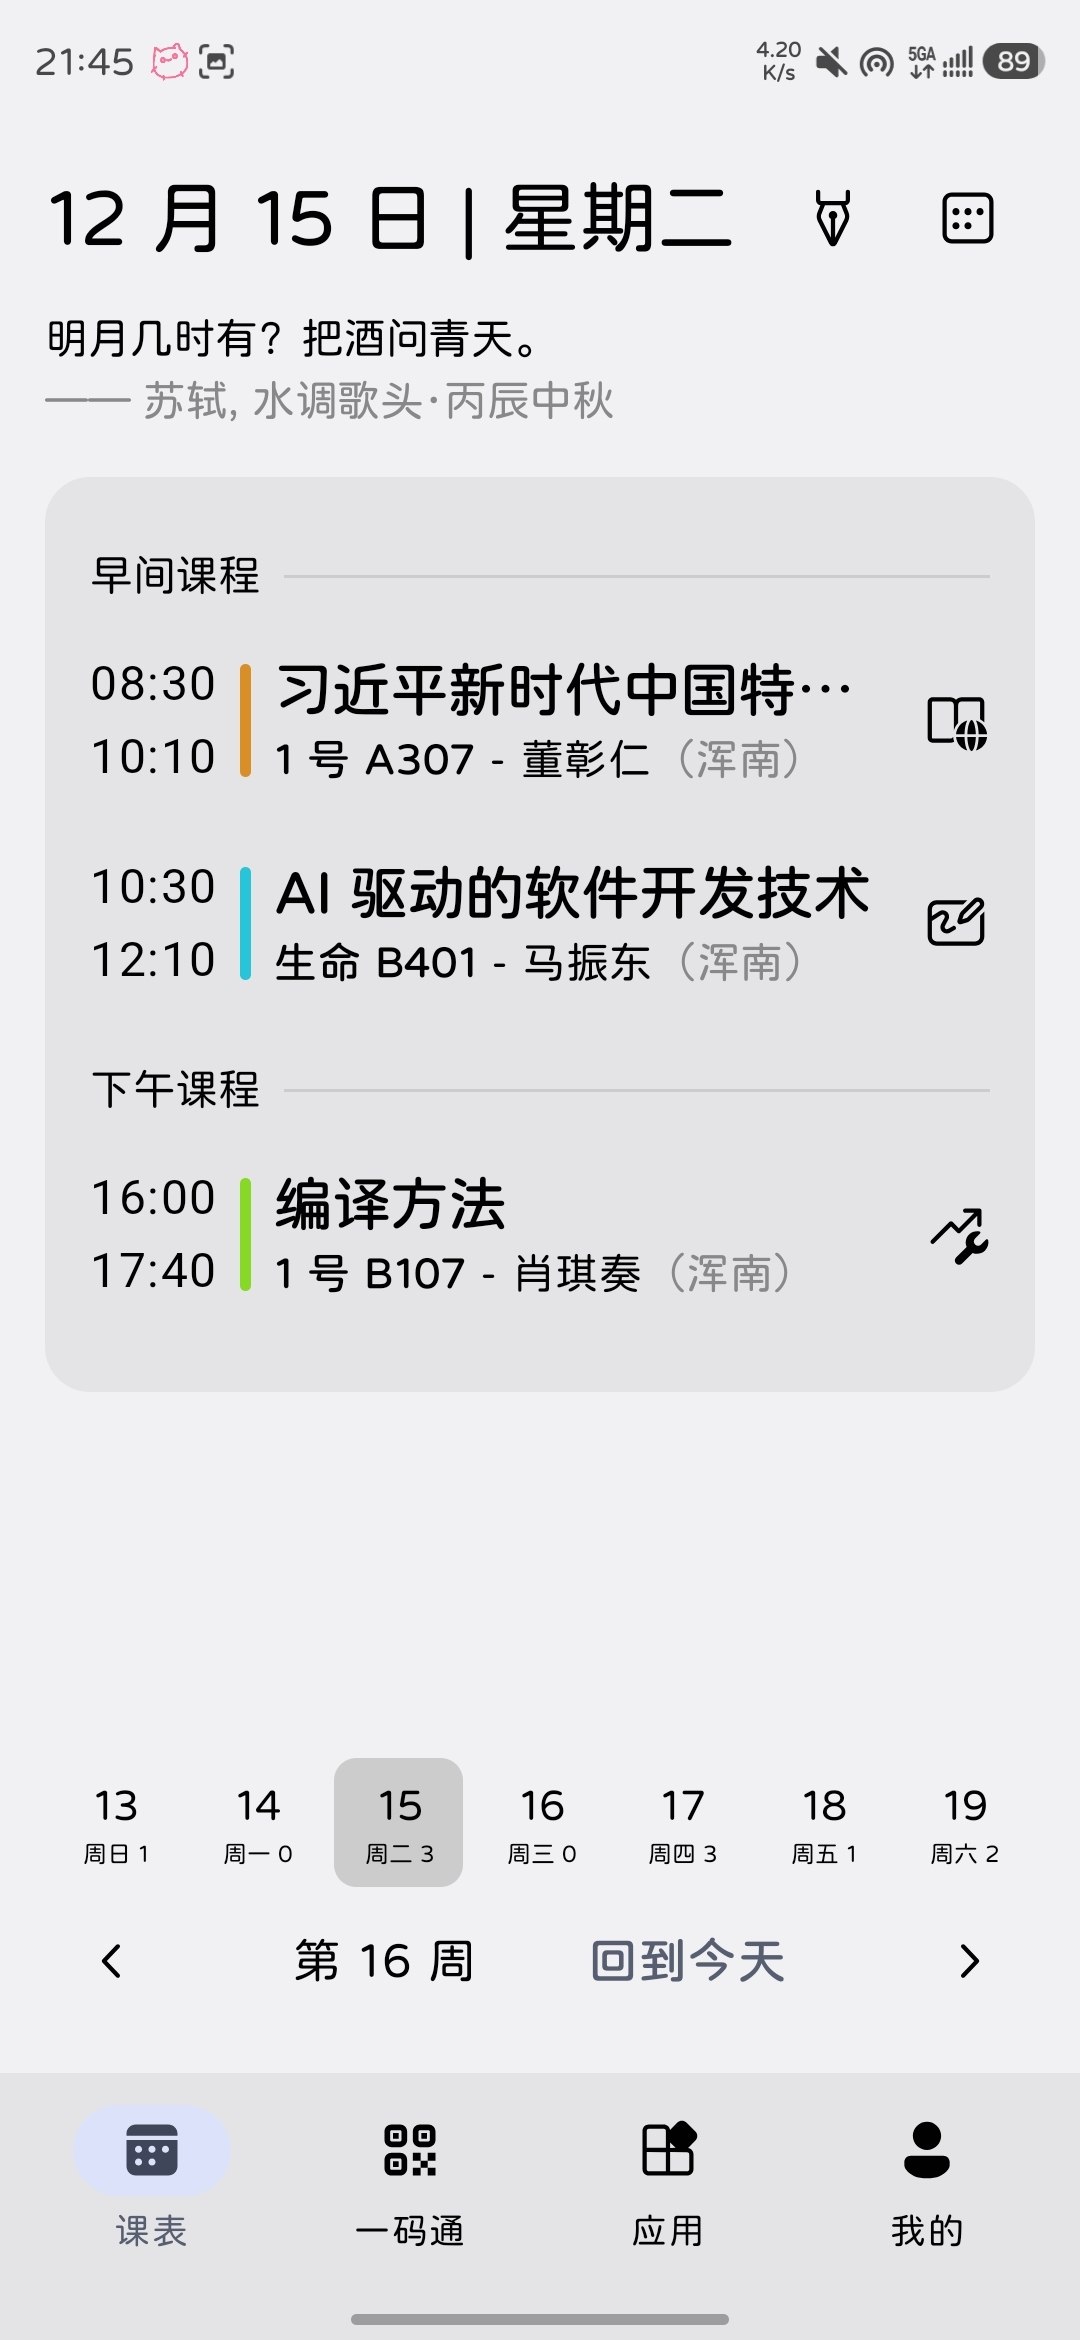 21:45
4.20 K/s 5GA 89
12 月 15 日 | 星期二
明月几时有？把酒问青天。
—— 苏轼, 水调歌头·丙辰中秋
早间课程
08:30 习近平新时代中国特…
10:10 1 号 A307 - 董彰仁（浑南）
10:30 AI 驱动的软件开发技术
12:10 生命 B401 - 马振东（浑南）
下午课程
16:00 编译方法
17:40 1 号 B107 - 肖琪奏（浑南）
13 14 15 16 17 18 19
周日 1 周一 0 周二 3 周三 0 周四 3 周五 1 周六 2
第 16 周 回到今天
课表 一码通 应用 我的